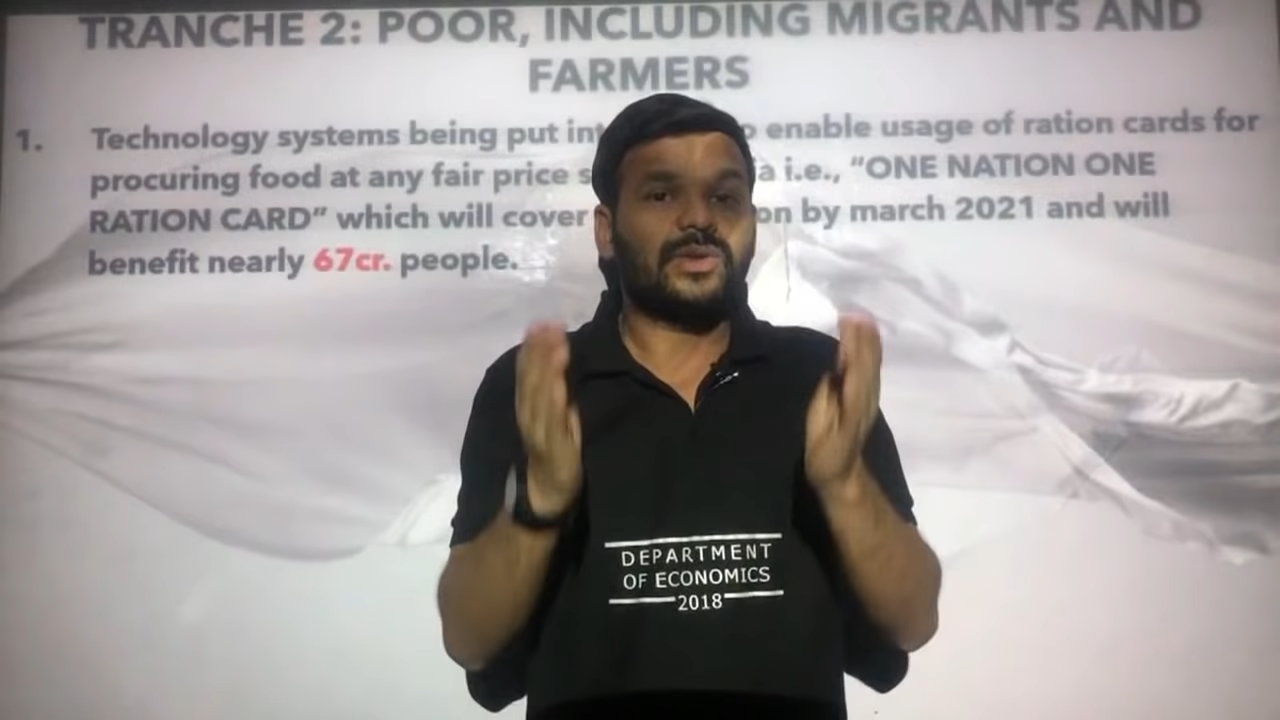 TRANCHE 2: POOR, INCLUDING MIGRANTS AND
FARMERS
1. Technology systems being put enable usage of ration cards for
procuring food at any fair price i.e., “ONE NATION ONE
RATION CARD” which will cover by march 2021 and will
benefit nearly 67cr. people.
DEPARTMENT
OF ECONOMICS
2018